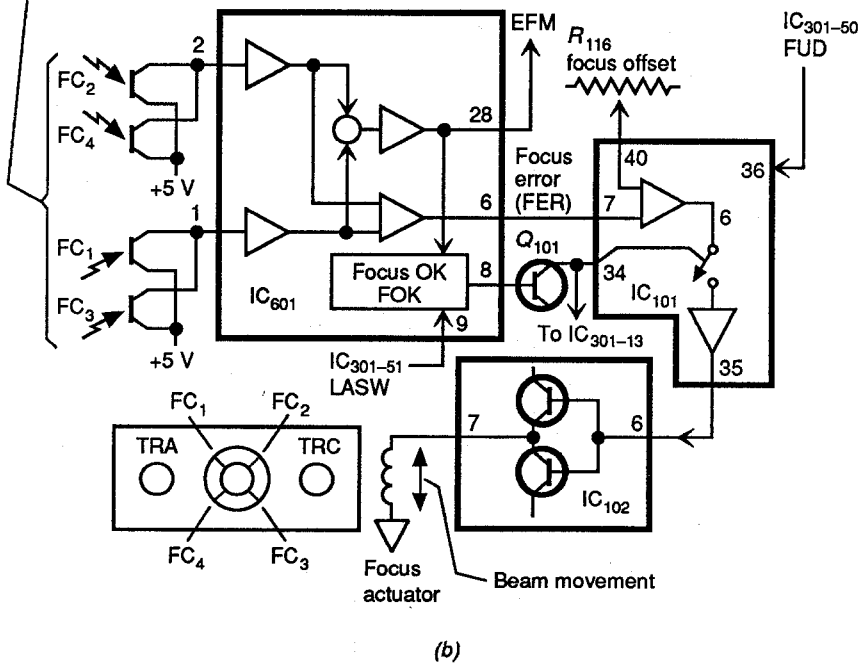 EFM
IC301–50
FUD
R116
focus offset
2
FC2
FC4
28
40
36
+5 V
Focus
error
(FER)
6
7
6
1
Q101
FC1
Focus OK
FOK
8
34
IC601
IC101
FC3
9
To IC301–13
+5 V
35
IC301–51
LASW
FC1
FC2
7
6
TRA
TRC
IC102
FC4
FC3
Focus
actuator
Beam movement
(b)